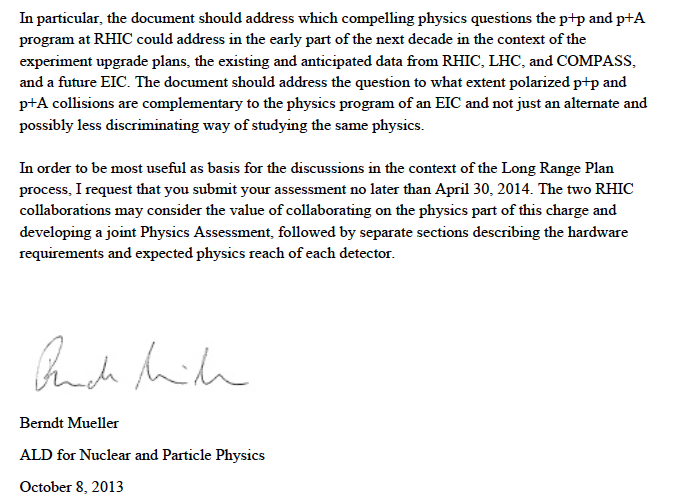 In particular, the document should address which compelling physics questions the p+p and p+A
program at RHIC could address in the early part of the next decade in the context of the
experiment upgrade plans, the existing and anticipated data from RHIC, LHC, and COMPASS,
and a future EIC. The document should address the question to what extent polarized p+p and
p+A collisions are complementary to the physics program of an EIC and not just an alternate and
possibly less discriminating way of studying the same physics.
In order to be most useful as basis for the discussions in the context of the Long Range Plan
process, I request that you submit your assessment no later than April 30, 2014. The two RHIC
collaborations may consider the value of collaborating on the physics part of this charge and
developing a joint Physics Assessment, followed by separate sections describing the hardware
requirements and expected physics reach of each detector.
Berndt Mueller
ALD for Nuclear and Particle Physics
October 8, 2013